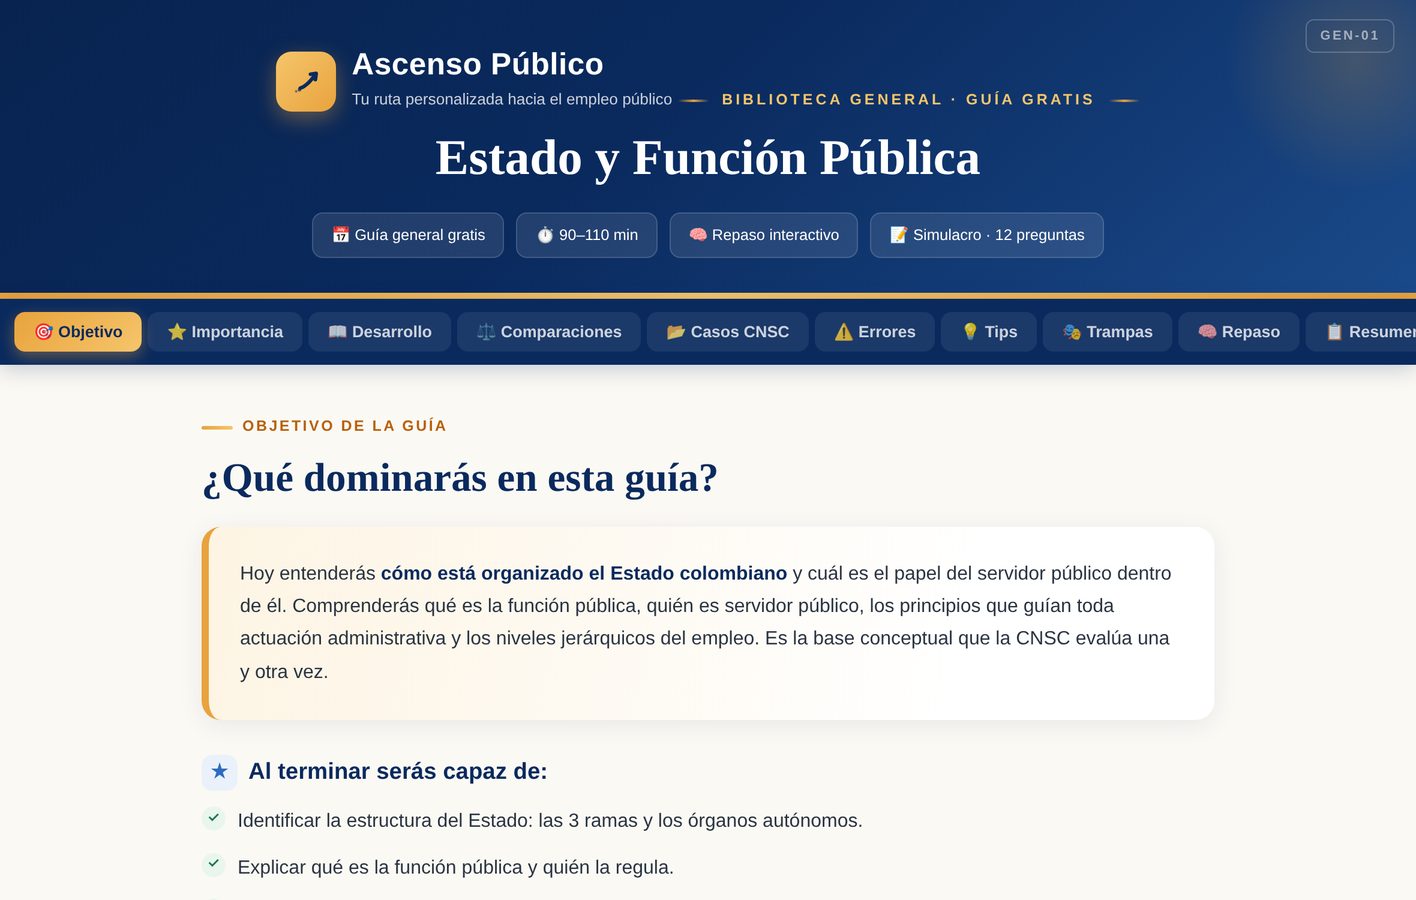 GEN-01
Ascenso Público
Tu ruta personalizada hacia el empleo público
BIBLIOTECA GENERAL · GUÍA GRATIS
Estado y Función Pública
📅 Guía general gratis
⏱️ 90–110 min
🧠 Repaso interactivo
📝 Simulacro · 12 preguntas
🎯 Objetivo
⭐ Importancia
📖 Desarrollo
⚖️ Comparaciones
📂 Casos CNSC
⚠️ Errores
💡 Tips
🎭 Trampas
🧠 Repaso
📋 Resumen
OBJETIVO DE LA GUÍA
¿Qué dominarás en esta guía?
Hoy entenderás cómo está organizado el Estado colombiano y cuál es el papel del servidor público dentro
de él. Comprenderás qué es la función pública, quién es servidor público, los principios que guían toda
actuación administrativa y los niveles jerárquicos del empleo. Es la base conceptual que la CNSC evalúa una
y otra vez.
★ Al terminar serás capaz de:
Identificar la estructura del Estado: las 3 ramas y los órganos autónomos.
Explicar qué es la función pública y quién la regula.